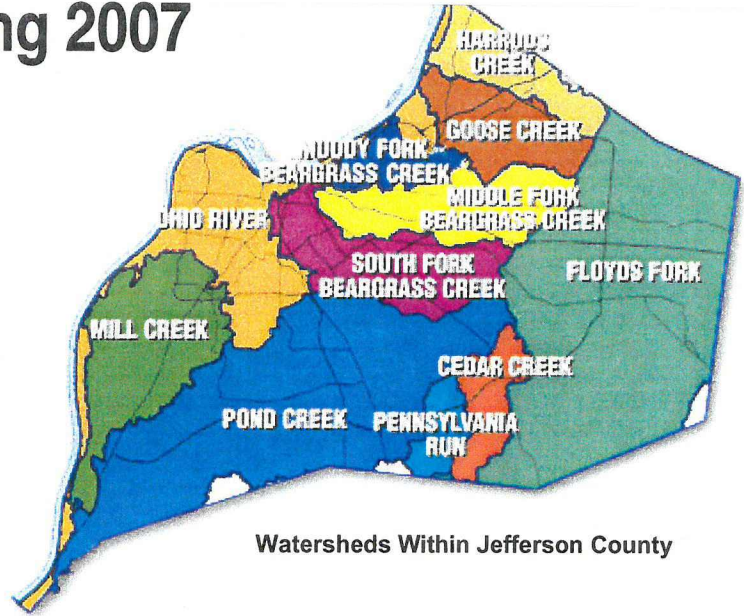 ng 2007
HARRODS
CREEK
GOOSE CREEK
MUDDY FORK
BEARGRASS CREEK
MIDDLE FORK
BEARGRASS CREEK
OHIO RIVER
SOUTH FORK
BEARGRASS CREEK
FLOYDS FORK
MILL CREEK
CEDAR CREEK
POND CREEK
PENNSYLVANIA
RUN
Watersheds Within Jefferson County